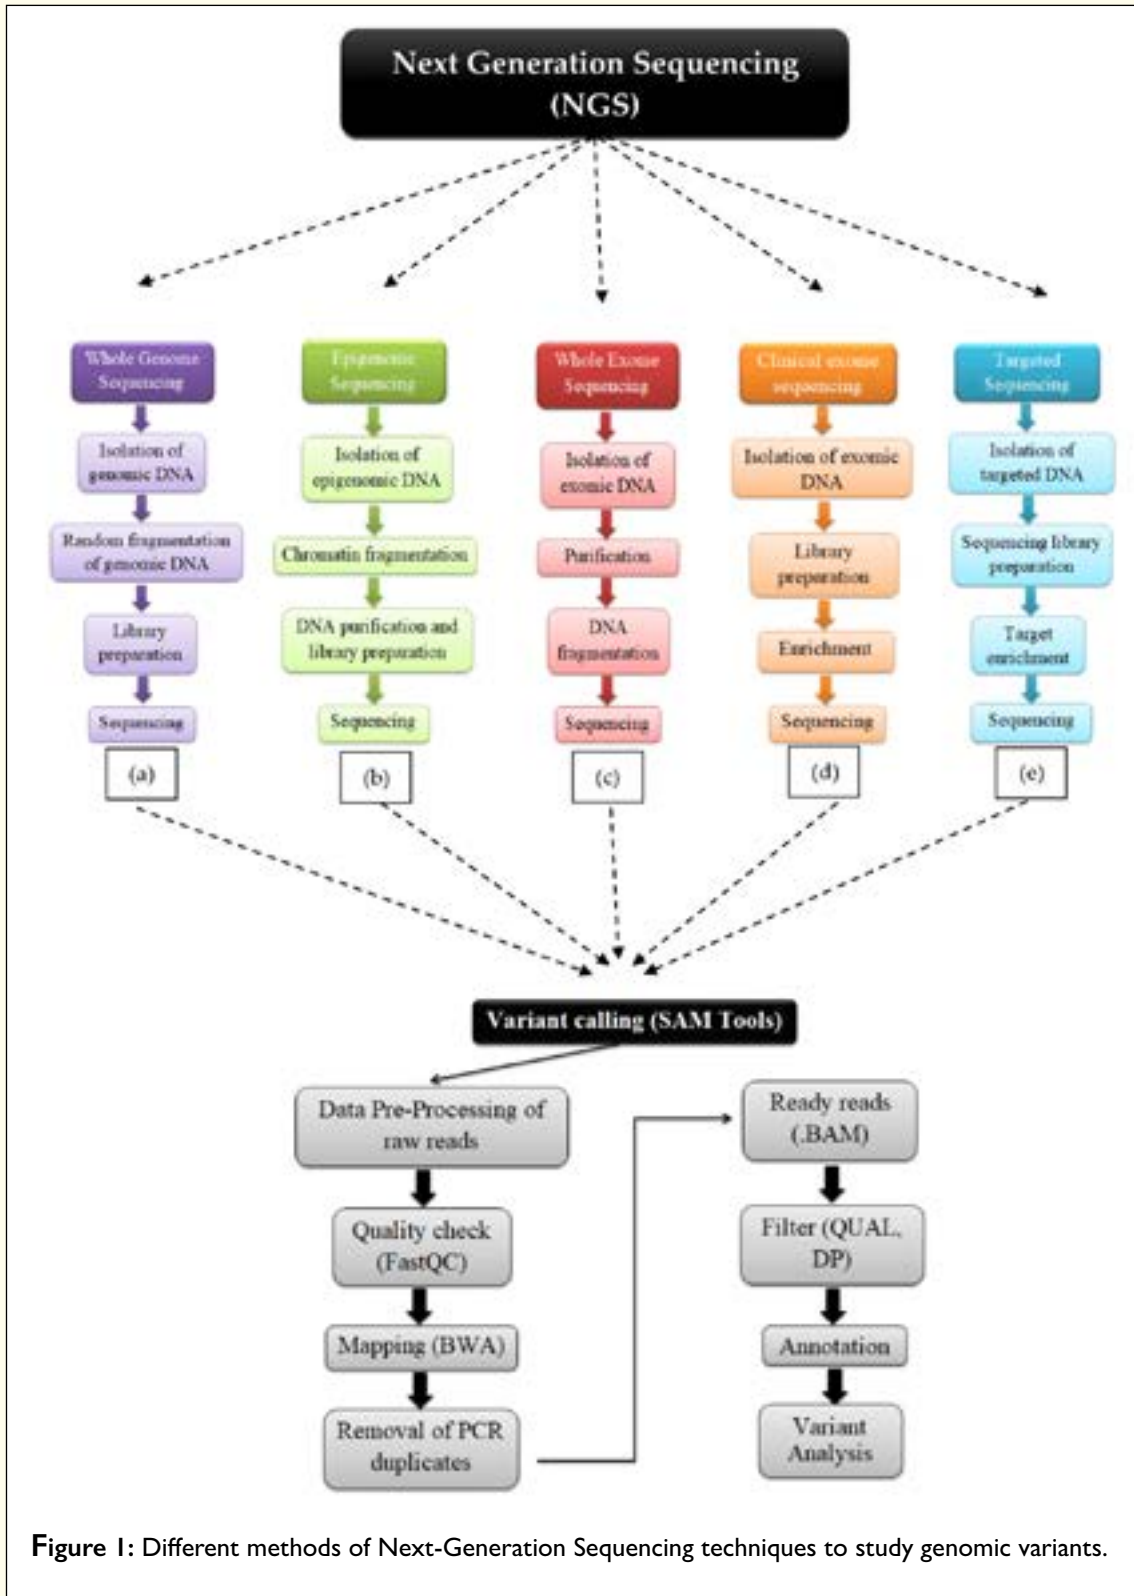 Next Generation Sequencing
(NGS)
Whole Genome
Sequencing
Isolation of
genomic DNA
Random fragmentation
of genomic DNA
Library
preparation
Sequencing
(a)
Epigenomic
Sequencing
Isolation of
epigenomic DNA
Chromatin fragmentation
DNA purification and
library preparation
Sequencing
(b)
Whole Exome
Sequencing
Isolation of
exomic DNA
Purification
DNA
fragmentation
Sequencing
(c)
Clinical exome
sequencing
Isolation of exomic
DNA
Library
preparation
Enrichment
Sequencing
(d)
Targeted
Sequencing
Isolation of
targeted DNA
Sequencing library
preparation
Target
enrichment
Sequencing
(e)
Variant calling (SAM Tools)
Data Pre-Processing of
raw reads
Quality check
(FastQC)
Mapping (BWA)
Removal of PCR
duplicates
Ready reads
(.BAM)
Filter (QUAL,
DP)
Annotation
Variant
Analysis
Figure 1: Different methods of Next-Generation Sequencing techniques to study genomic variants.